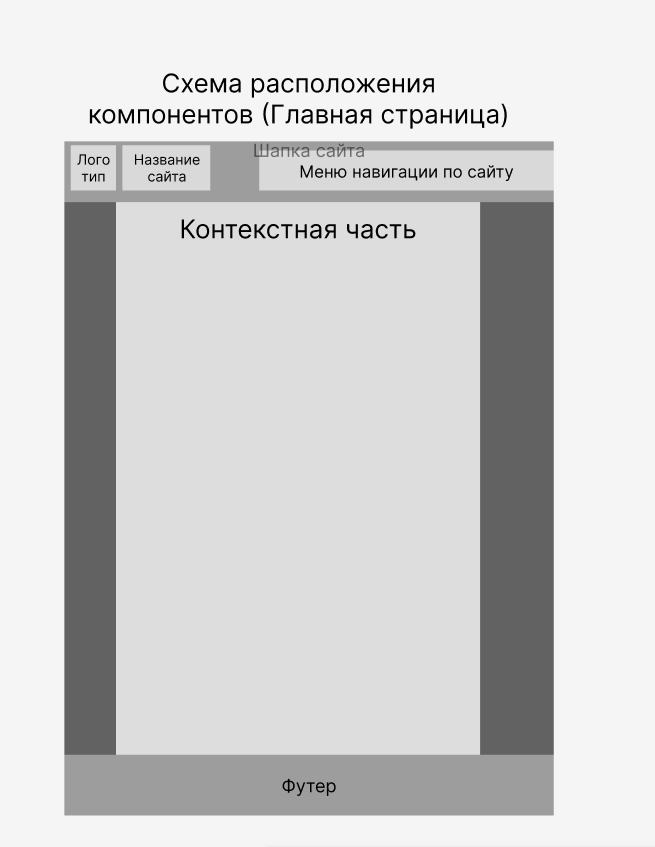 Схема расположения
компонентов (Главная страница)
Шапка сайта
Лого
тип
Название
сайта
Меню навигации по сайту
Контекстная часть
Футер